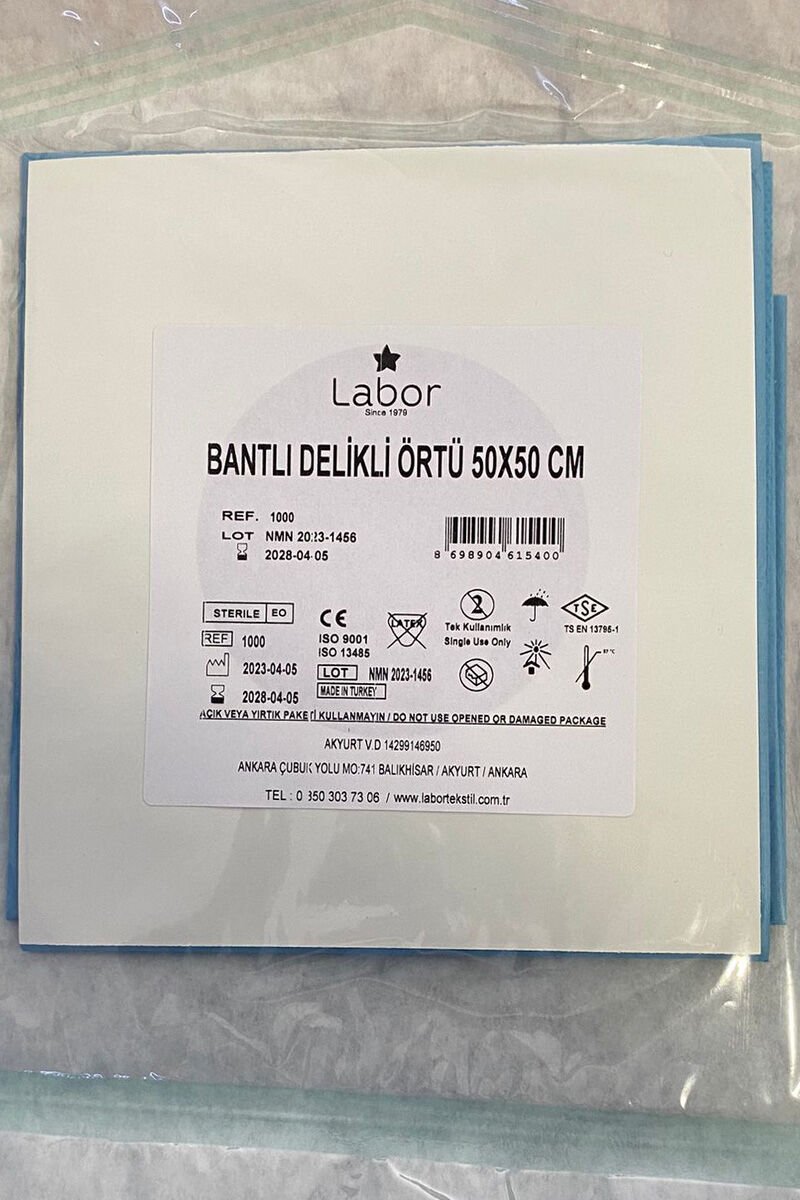 Labor
Since 1979
BANTLI DELİKLİ ÖRTÜ 50X50 CM
REF. 1000
LOT NMN 2023-1456
2028-04-05
8 698904 615400
STERILE EO
REF 1000
2023-04-05
2028-04-05
CE
ISO 9001
ISO 13485
LOT NMN 2023-1456
MADE IN TURKEY
LATEX
2
Tek Kullanımlık
Single Use Only
TSE
TS EN 13795-1
AÇIK VEYA YIRTIK PAKETİ KULLANMAYIN / DO NOT USE OPENED OR DAMAGED PACKAGE
AKYURT V.D 14299146950
ANKARA ÇUBUK YOLU MO:741 BALIKHİSAR / AKYURT / ANKARA
TEL : 0 850 303 73 06 / www.labortekstil.com.tr